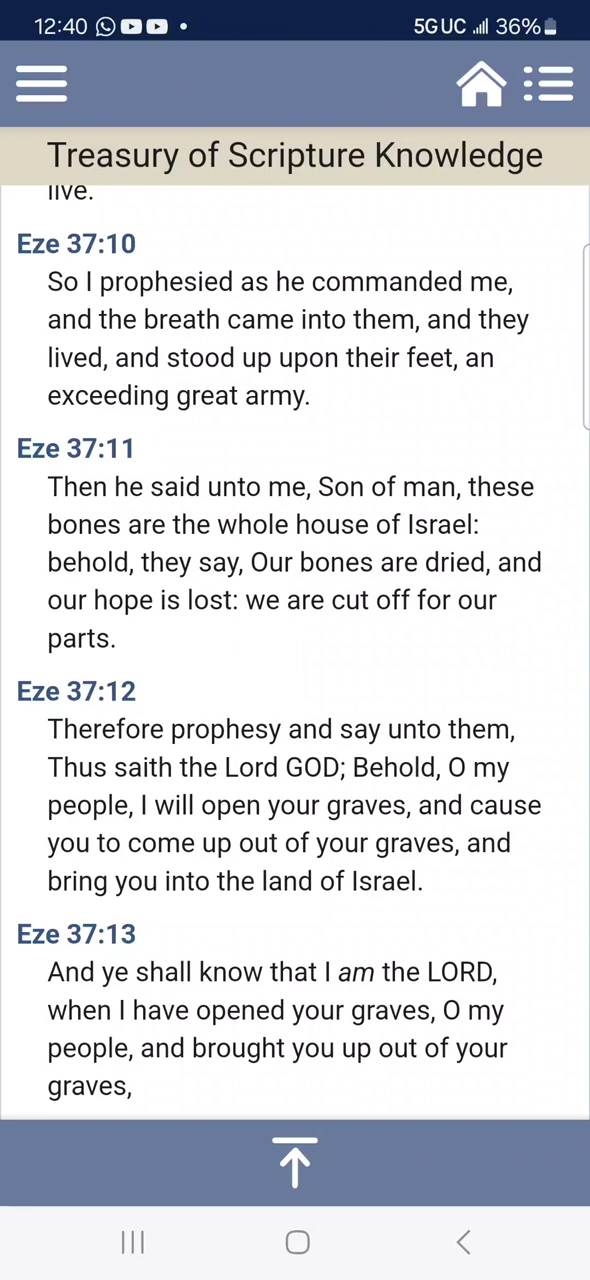 12:40
5G UC 36%
Treasury of Scripture Knowledge
live.
Eze 37:10
So I prophesied as he commanded me,
and the breath came into them, and they
lived, and stood up upon their feet, an
exceeding great army.
Eze 37:11
Then he said unto me, Son of man, these
bones are the whole house of Israel:
behold, they say, Our bones are dried, and
our hope is lost: we are cut off for our
parts.
Eze 37:12
Therefore prophesy and say unto them,
Thus saith the Lord GOD; Behold, O my
people, I will open your graves, and cause
you to come up out of your graves, and
bring you into the land of Israel.
Eze 37:13
And ye shall know that I am the LORD,
when I have opened your graves, O my
people, and brought you up out of your
graves,